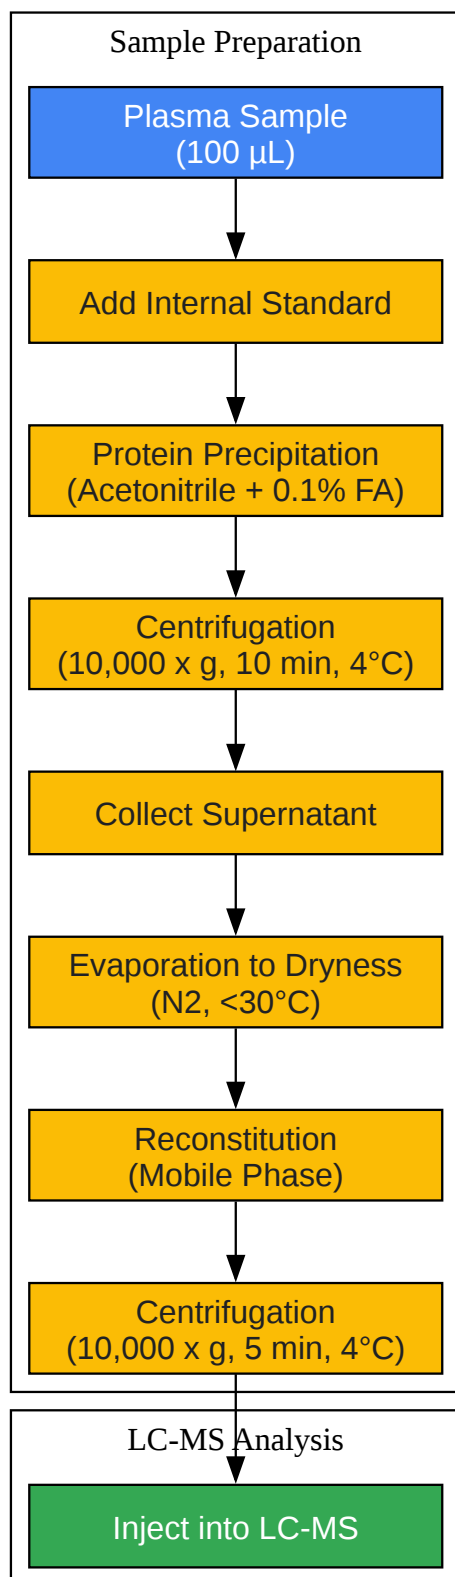 Sample Preparation
Plasma Sample
(100 µL)
Add Internal Standard
Protein Precipitation
(Acetonitrile + 0.1% FA)
Centrifugation
(10,000 x g, 10 min, 4°C)
Collect Supernatant
Evaporation to Dryness
(N2, <30°C)
Reconstitution
(Mobile Phase)
Centrifugation
(10,000 x g, 5 min, 4°C)
LC-MS Analysis
Inject into LC-MS